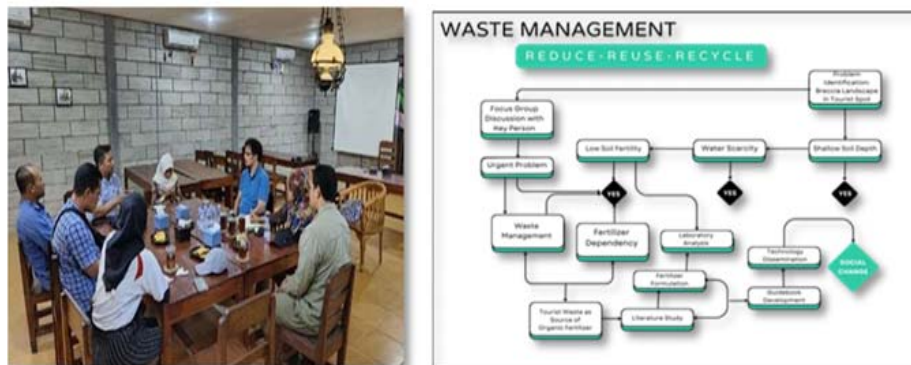 WASTE MANAGEMENT
REDUCE-REUSE-RECYCLE
Problem
Identification:
Breccia Landscape
in Tourist Spot
Focus Group
Discussion with
Key Person
Low Soil Fertility
Water Scarcity
Shallow Soil Depth
Urgent Problem
YES
YES
YES
Waste
Management
Fertilizer
Dependency
Laboratory
Analysis
Technology
Dissemination
SOCIAL
CHANGE
Fertilizer
Formulation
Guidebook
Development
Tourist Waste as
Source of
Organic Fertilizer
Literature Study